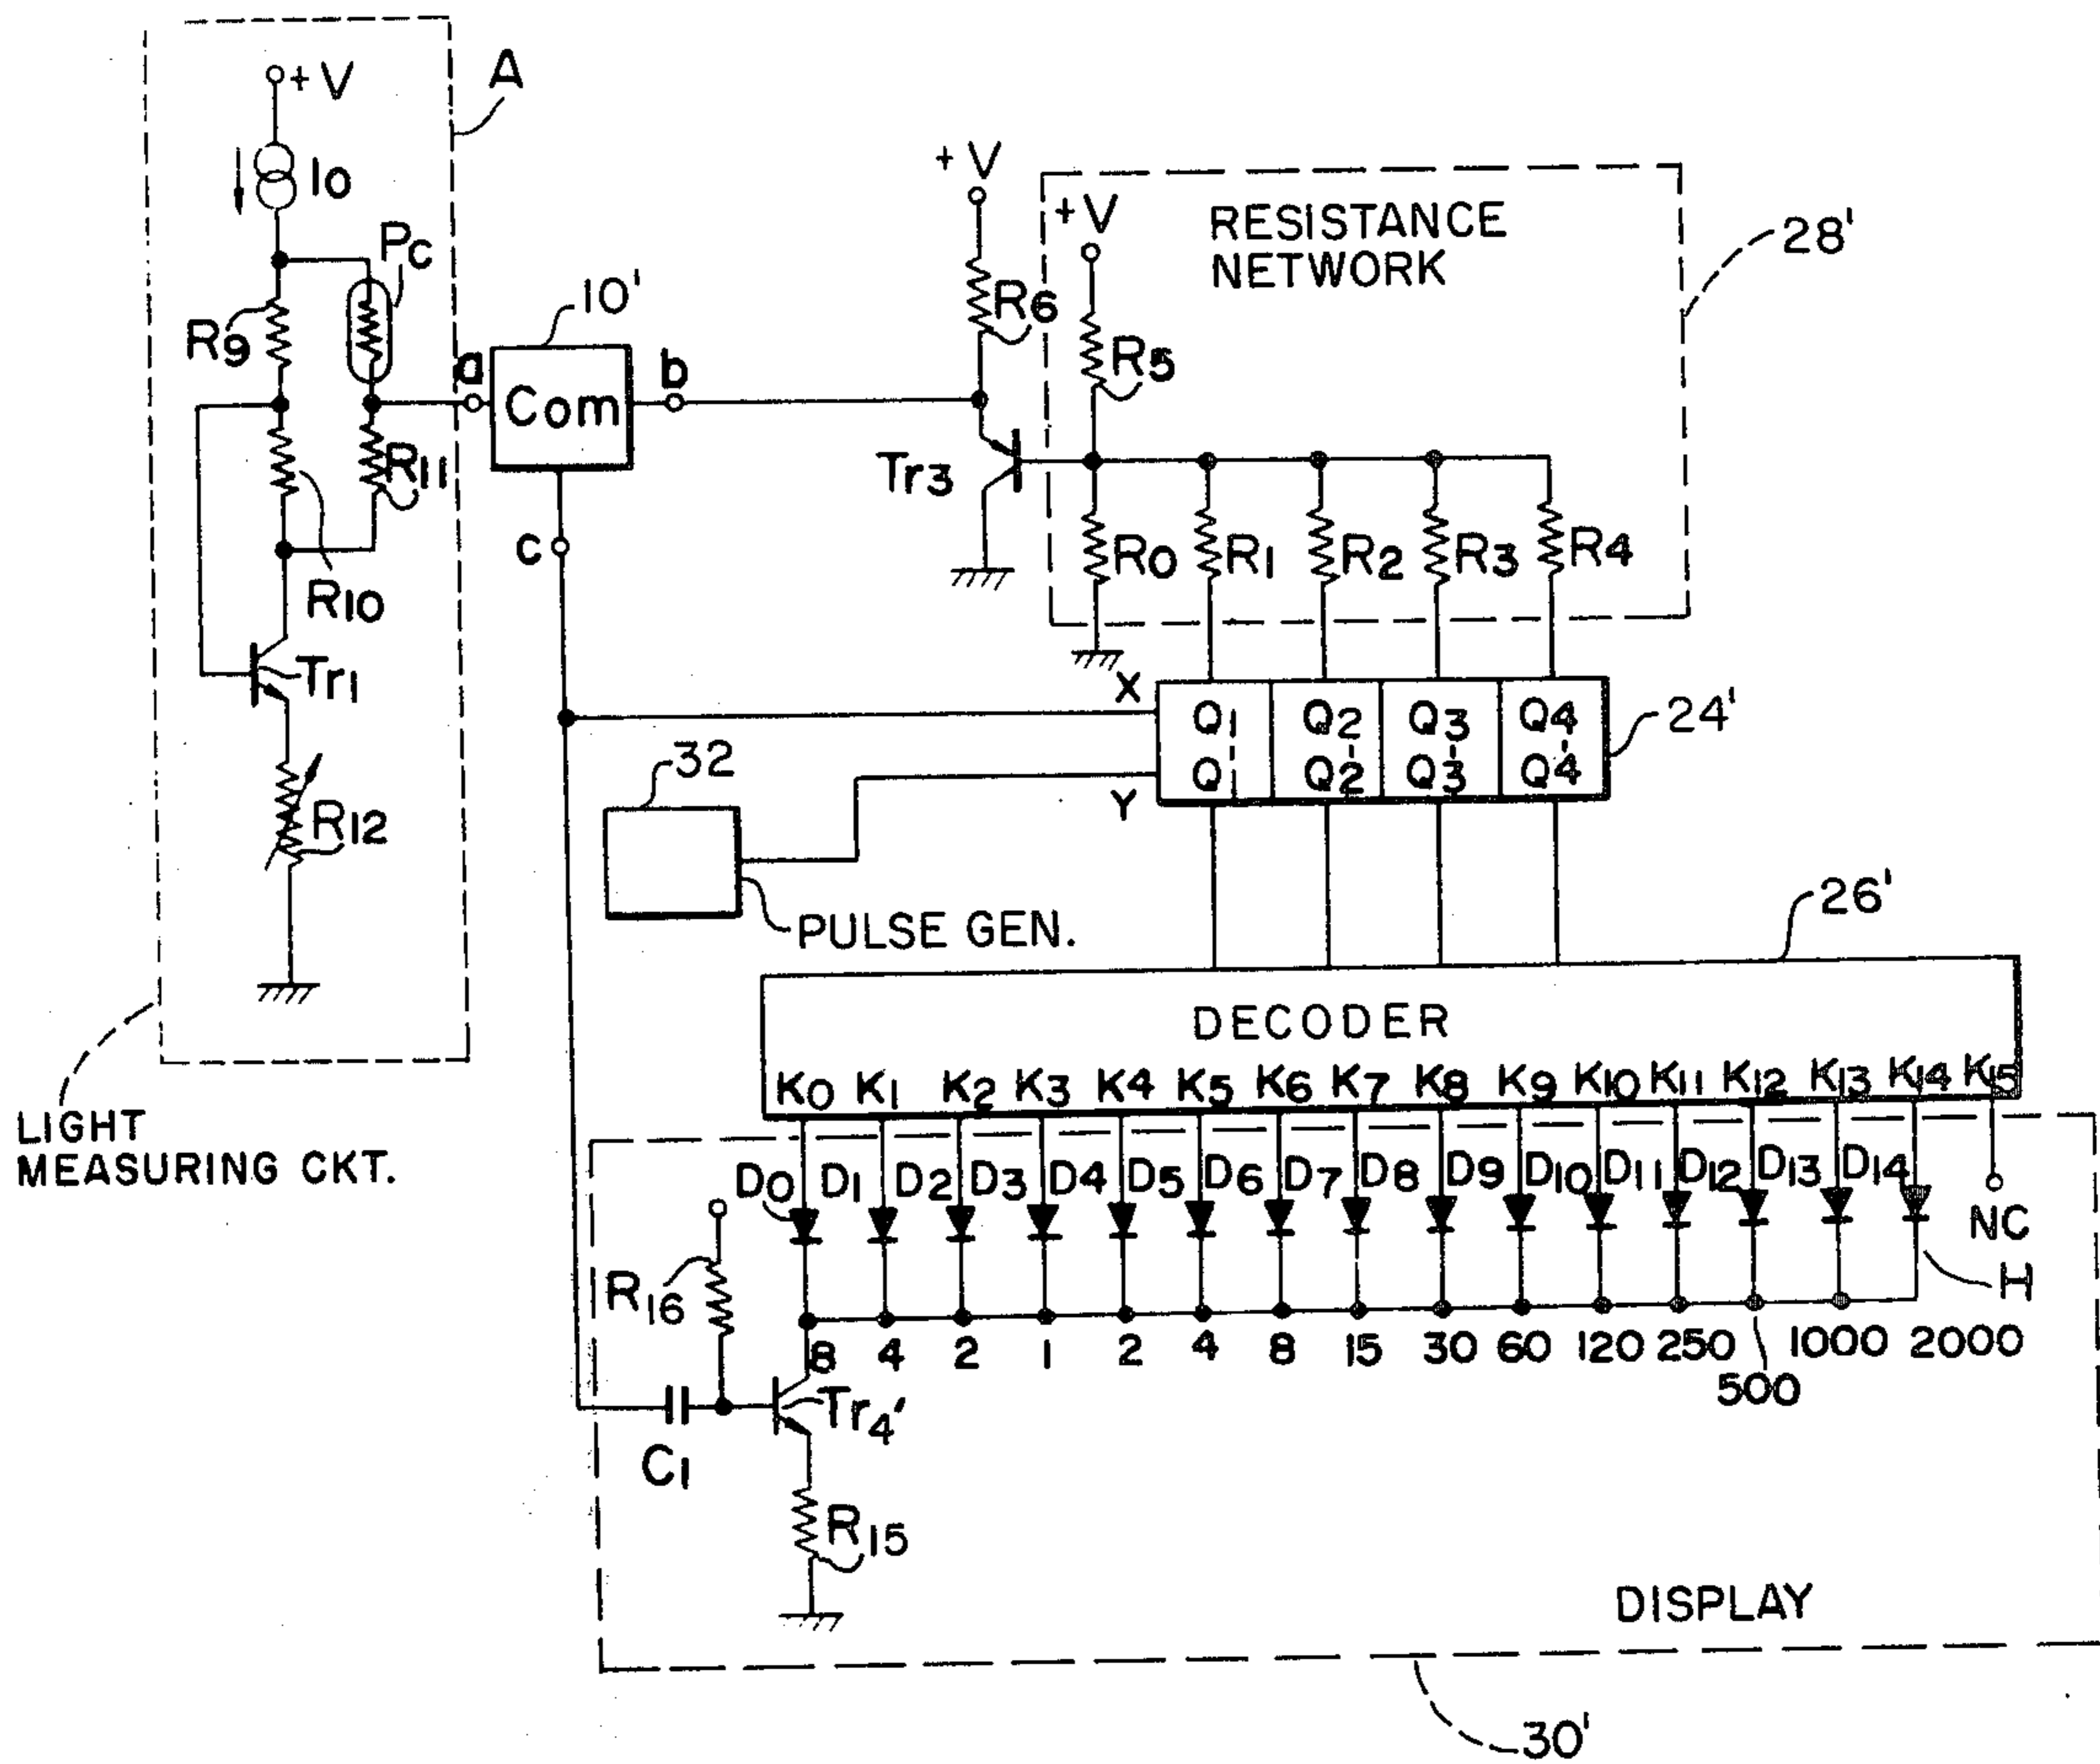 A
+ V
Io
Pc
R9
R11
R10
Tr1
R12
LIGHT
MEASURING CKT.
a
10'
Com
b
c
+ V
R6
+V
RESISTANCE
NETWORK
28'
R5
Tr3
R0
R1
R2
R3
R4
X
Y
Q1 Q2 Q3 Q4
Q1' Q2' Q3' Q4'
24'
32
PULSE GEN.
26'
DECODER
K0 K1 K2 K3 K4 K5 K6 K7 K8 K9 K10 K11 K12 K13 K14 K15
D0 D1 D2 D3 D4 D5 D6 D7 D8 D9 D10 D11 D12 D13 D14
NC
H
R16
8 4 2 1 2 4 8 15 30 60 120 250 1000 2000
500
Tr4'
C1
R15
DISPLAY
30'